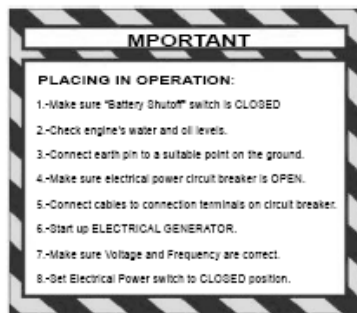 MPORTANT
PLACING IN OPERATION:
1.-Make sure "Battery Shutoff" switch is CLOSED
2.-Check engine's water and oil levels.
3.-Connect earth pin to a suitable point on the ground.
4.-Make sure electrical power circuit breaker is OPEN.
5.-Connect cables to connection terminals on circuit breaker.
6.-Start up ELECTRICAL GENERATOR.
7.-Make sure Voltage and Frequency are correct.
8.-Set Electrical Power switch to CLOSED position.